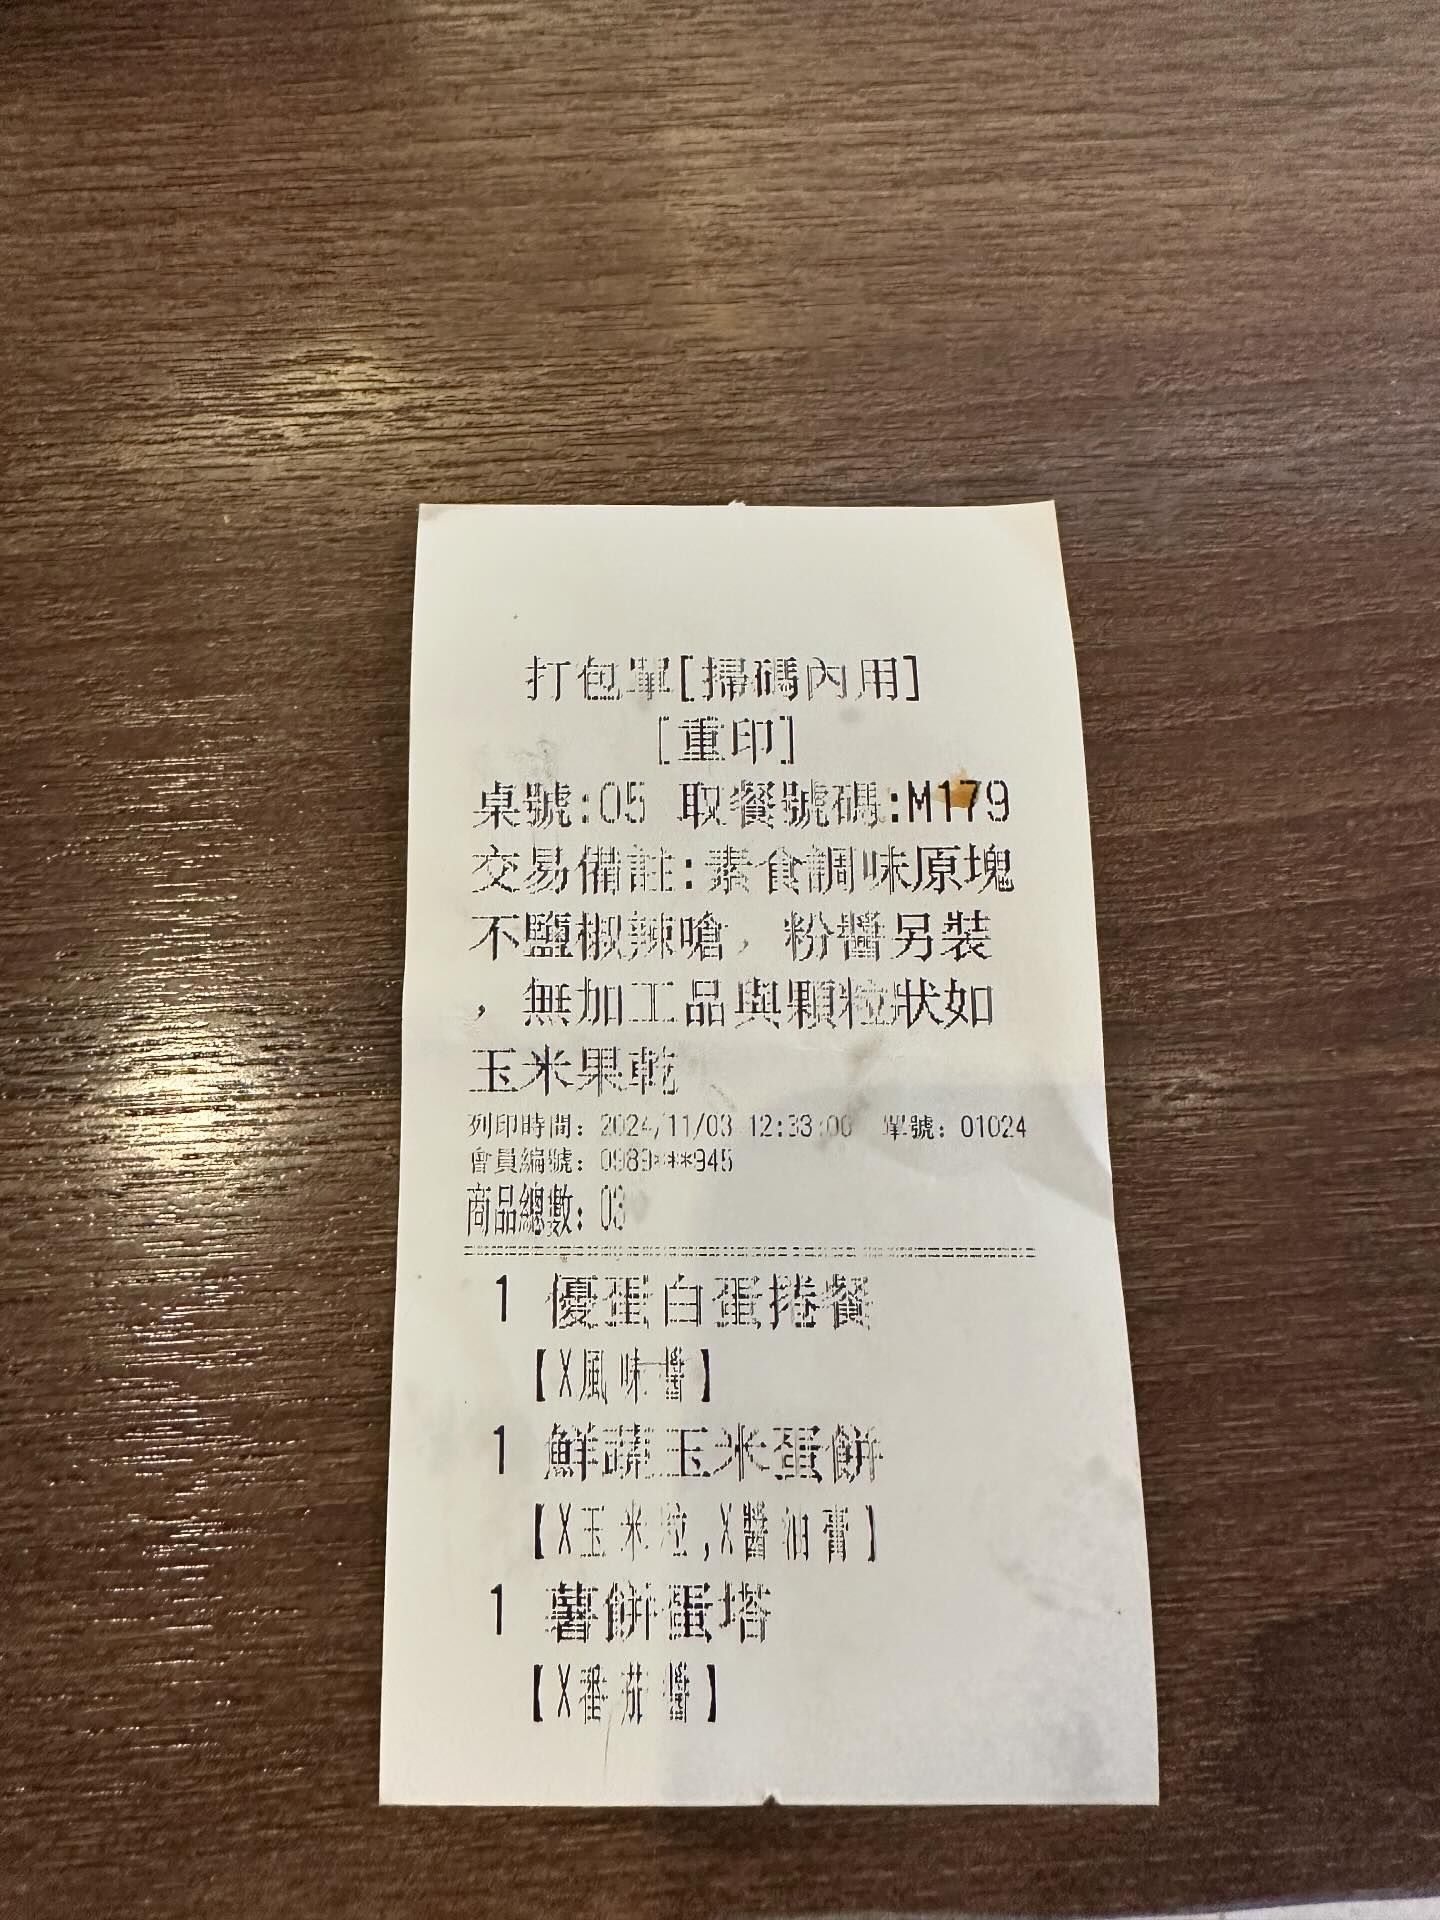 打包單[掃碼內用]
[重印]
桌號:05 取餐號碼:M179
交易備註:素食調味原塊
不鹽椒辣嗆，粉醬另裝
，無加工品與顆粒狀如
玉米果乾
列印時間: 2024/11/03 12:33:00 單號: 01024
會員編號: 0989***945
商品總數: 03
1 優蛋白蛋捲餐
【X風味醬】
1 鮮蔬玉米蛋餅
【X玉米粒,X醬油膏】
1 薯餅蛋塔
【X番茄醬】